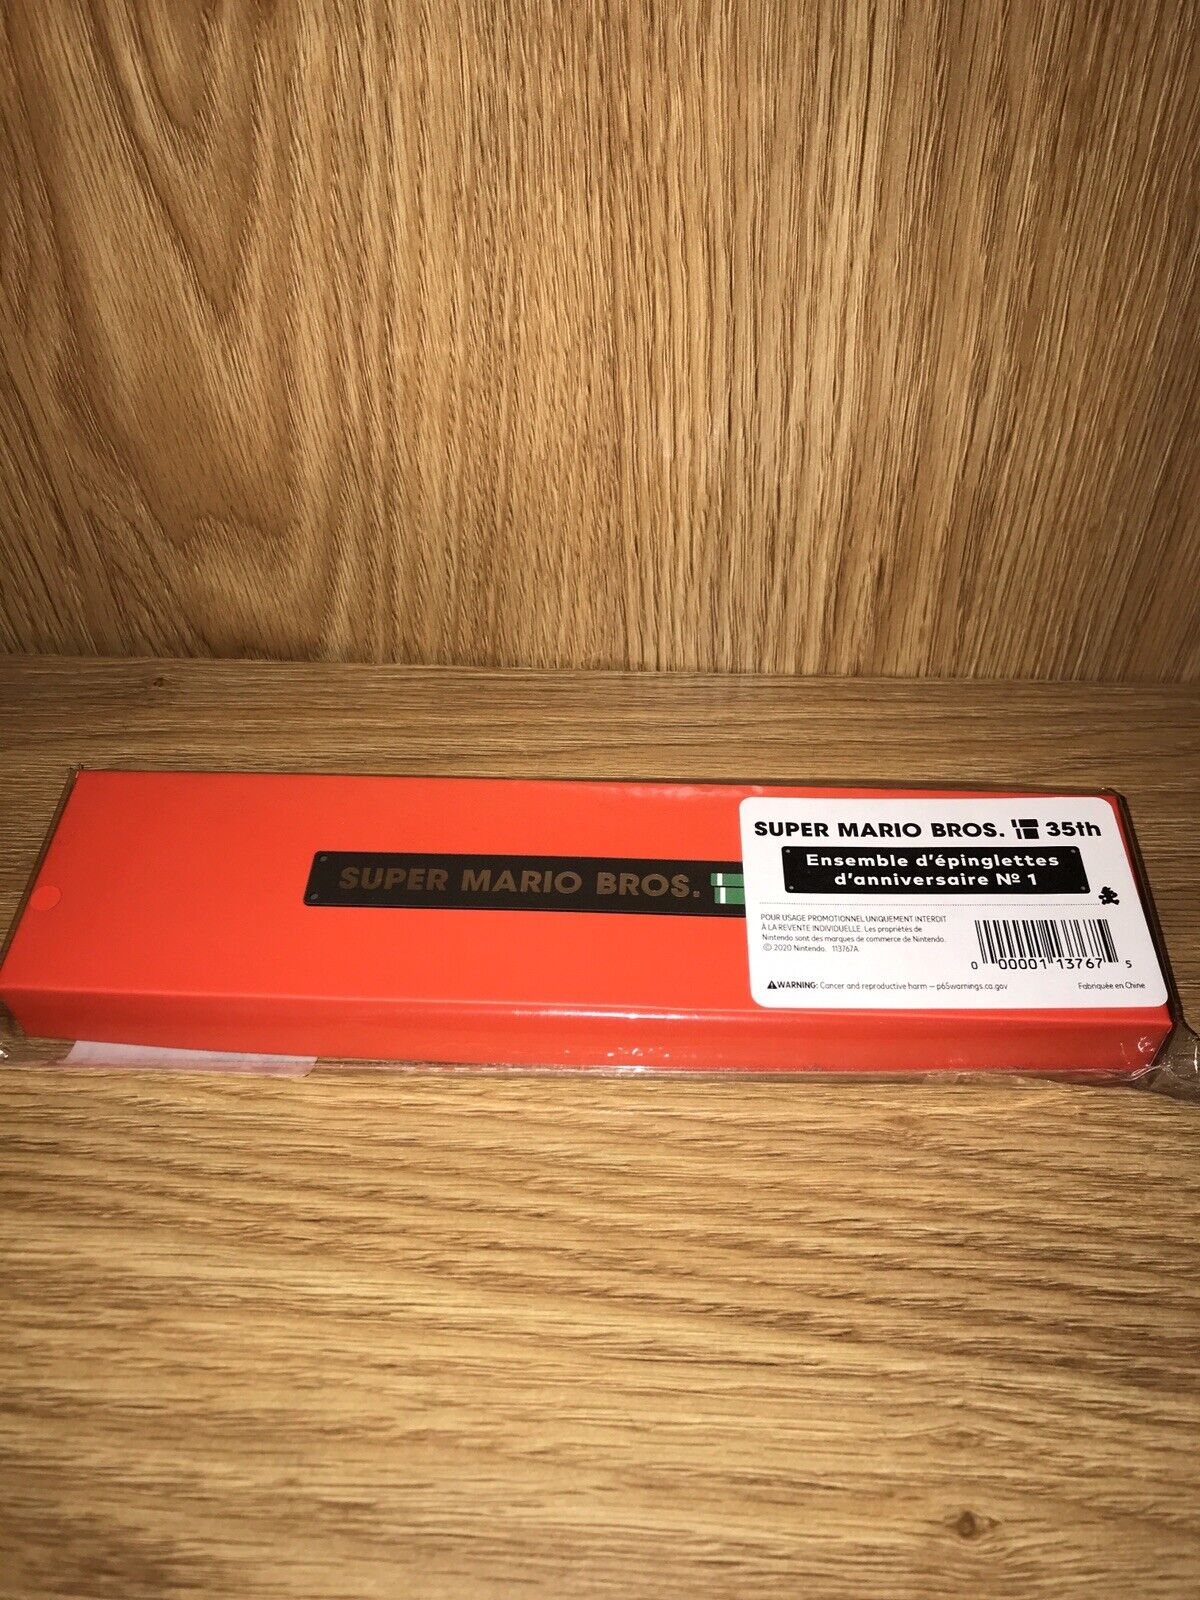 SUPER MARIO BROS.
SUPER MARIO BROS. 35th
Ensemble d'épinglettes
d'anniversaire Nº 1
POUR USAGE PROMOTIONNEL UNIQUEMENT INTERDIT
À LA REVENTE INDIVIDUELLE. Les propriétés de
Nintendo sont des marques de commerce de Nintendo.
© 2020 Nintendo. 113767A
0 00001 13767 5
⚠WARNING: Cancer and reproductive harm – p65warnings.ca.gov
Fabriquée en Chine